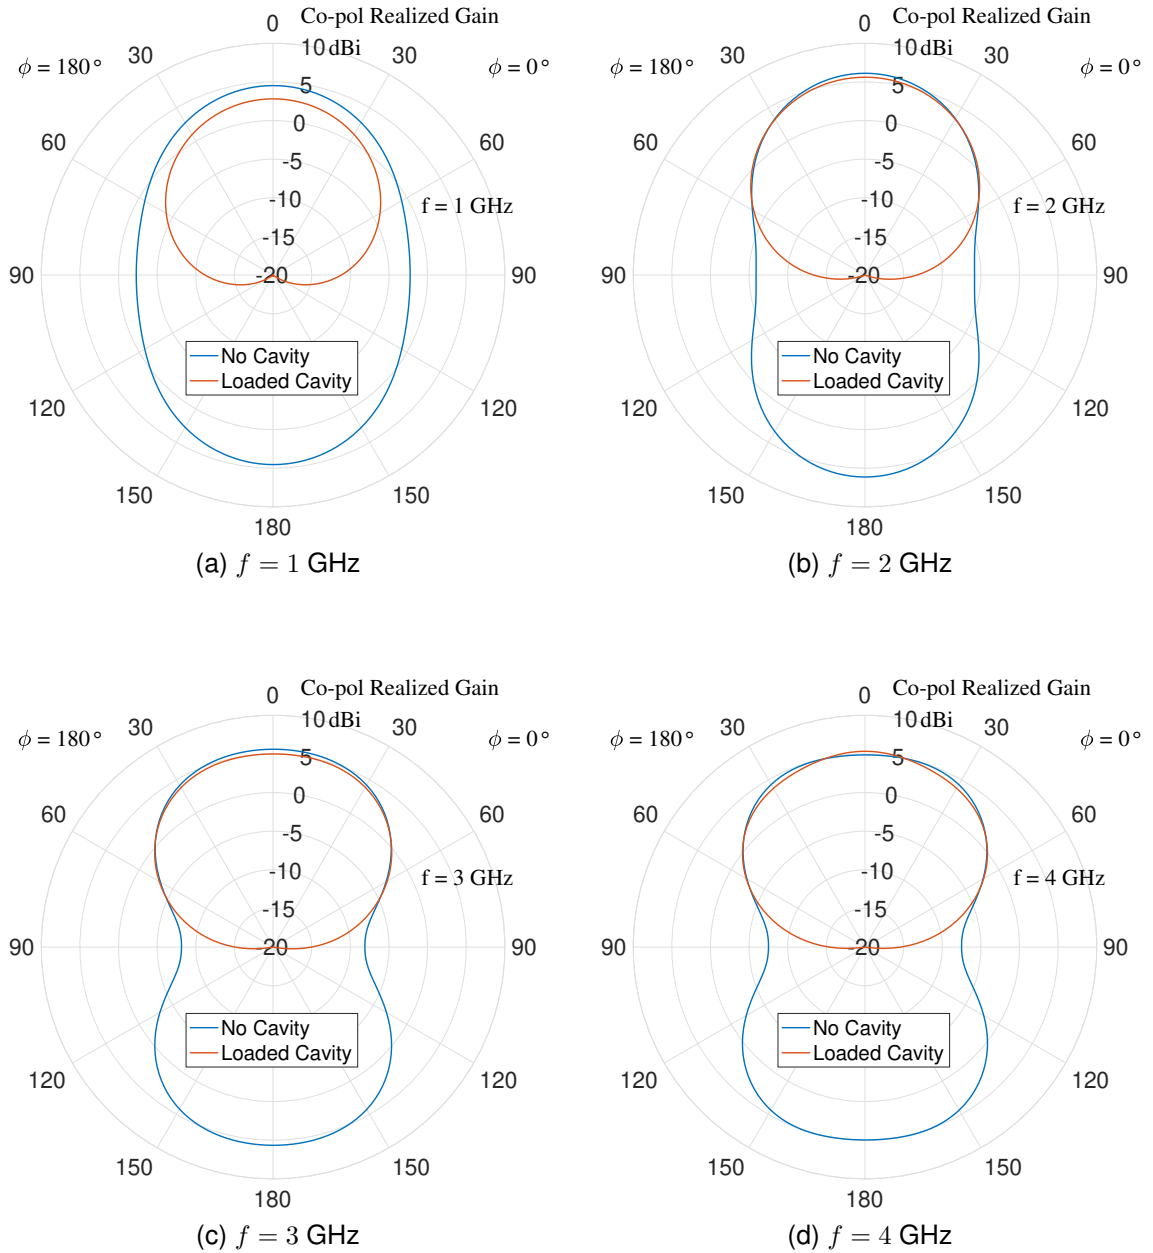 0 Co-pol Realized Gain
30 10 dBi 30
ϕ = 180° ϕ = 0°
5
60 0 60
-5
-10 f = 1 GHz
-15
90 -20 90
No Cavity
Loaded Cavity
120 120
150 150
180
(a) f = 1 GHz
0 Co-pol Realized Gain
30 10 dBi 30
ϕ = 180° ϕ = 0°
5
60 0 60
-5
-10 f = 2 GHz
-15
90 -20 90
No Cavity
Loaded Cavity
120 120
150 150
180
(b) f = 2 GHz
0 Co-pol Realized Gain
30 10 dBi 30
ϕ = 180° ϕ = 0°
5
60 0 60
-5
-10 f = 3 GHz
-15
90 -20 90
No Cavity
Loaded Cavity
120 120
150 150
180
(c) f = 3 GHz
0 Co-pol Realized Gain
30 10 dBi 30
ϕ = 180° ϕ = 0°
5
60 0 60
-5
-10 f = 4 GHz
-15
90 -20 90
No Cavity
Loaded Cavity
120 120
150 150
180
(d) f = 4 GHz